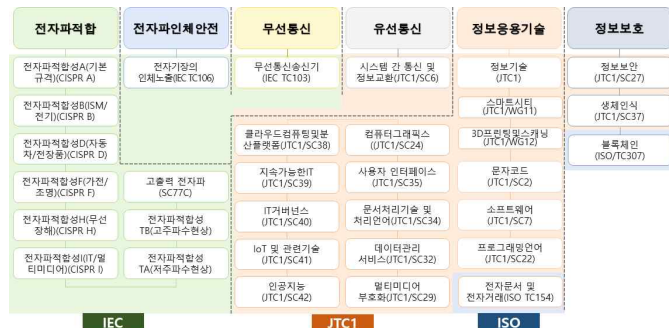 전자파적합
전자파인체안전
무선통신
유선통신
정보응용기술
정보보호
전자파적합성A(기본
규격)(CISPR A)
전자파적합성B(ISM/
전기)(CISPR B)
전자파적합성D(자동
차/전장품)(CISPR D)
전자파적합성F(가전/
조명)(CISPR F)
전자파적합성H(무선
장해)(CISPR H)
전자파적합성I(IT/멀
티미디어)(CISPR I)
전자기장의
인체노출(IEC TC106)
고출력 전자파
(SC77C)
전자파적합성
TB(고주파수현상)
전자파적합성
TA(저주파수현상)
무선통신송신기
(IEC TC103)
클라우드컴퓨팅및분
산플랫폼(JTC1/SC38)
지속가능한IT
(JTC1/SC39)
IT거버넌스
(JTC1/SC40)
IoT 및 관련기술
(JTC1/SC41)
인공지능
(JTC1/SC42)
시스템 간 통신 및
정보교환(JTC1/SC6)
컴퓨터그래픽스
((JTC1/SC24)
사용자 인터페이스
(JTC1/SC35)
문서처리기술 및
처리언어(JTC1/SC34)
데이터관리
서비스(JTC1/SC32)
멀티미디어
부호화(JTC1/SC29)
정보기술
(JTC1)
스마트시티
(JTC1/WG11)
3D프린팅및스캐닝
(JTC1/WG12)
문자코드
(JTC1/SC2)
소프트웨어
(JTC1/SC7)
프로그래밍언어
(JTC1/SC22)
전자문서 및
전자거래(ISO TC154)
정보보안
(JTC1/SC27)
생체인식
(JTC1/SC37)
블록체인
(ISO/TC307)
IEC
JTC1
ISO